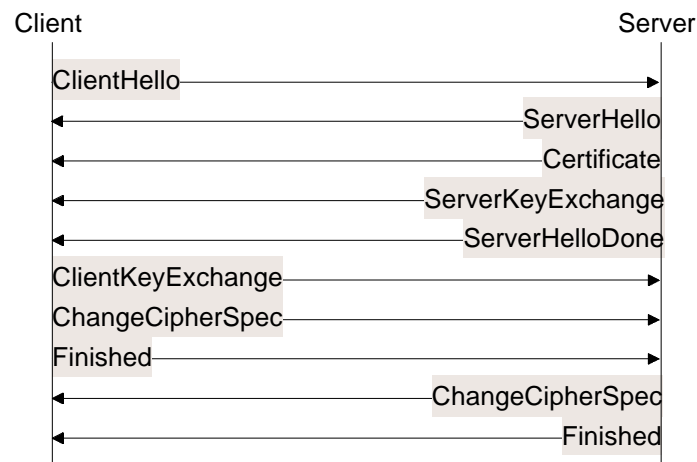 Client Server
ClientHello
ServerHello
Certificate
ServerKeyExchange
ServerHelloDone
ClientKeyExchange
ChangeCipherSpec
Finished
ChangeCipherSpec
Finished